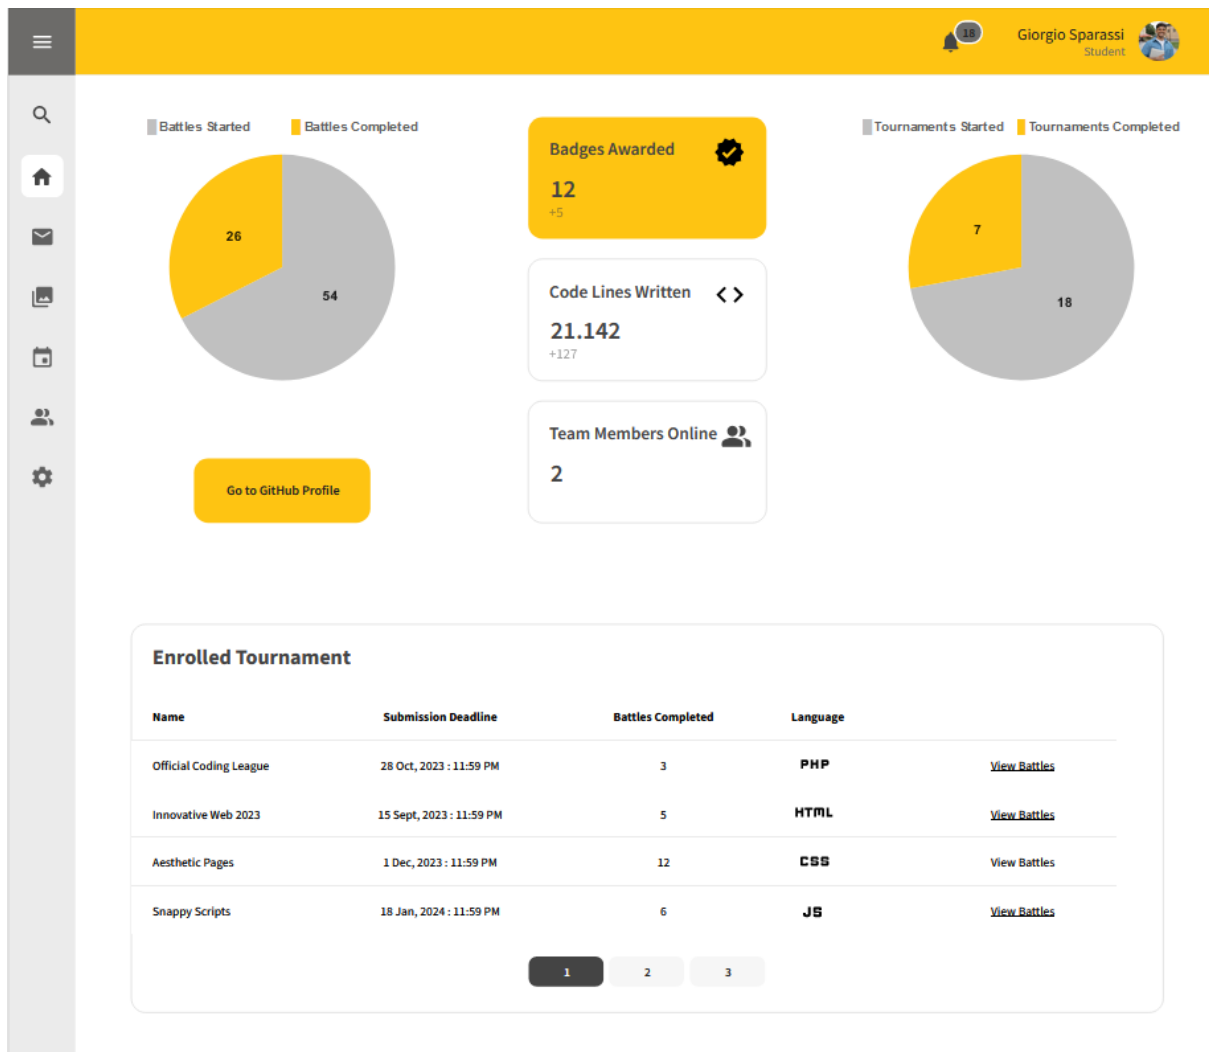 18
Giorgio Sparassi
Student
Battles Started
Battles Completed
26
54
Badges Awarded
12
+5
Code Lines Written
21.142
+127
Team Members Online
2
Tournaments Started
Tournaments Completed
7
18
Go to GitHub Profile
Enrolled Tournament
Name Submission Deadline Battles Completed Language
Official Coding League 28 Oct, 2023 : 11:59 PM 3 PHP View Battles
Innovative Web 2023 15 Sept, 2023 : 11:59 PM 5 HTML View Battles
Aesthetic Pages 1 Dec, 2023 : 11:59 PM 12 CSS View Battles
Snappy Scripts 18 Jan, 2024 : 11:59 PM 6 JS View Battles
1 2 3